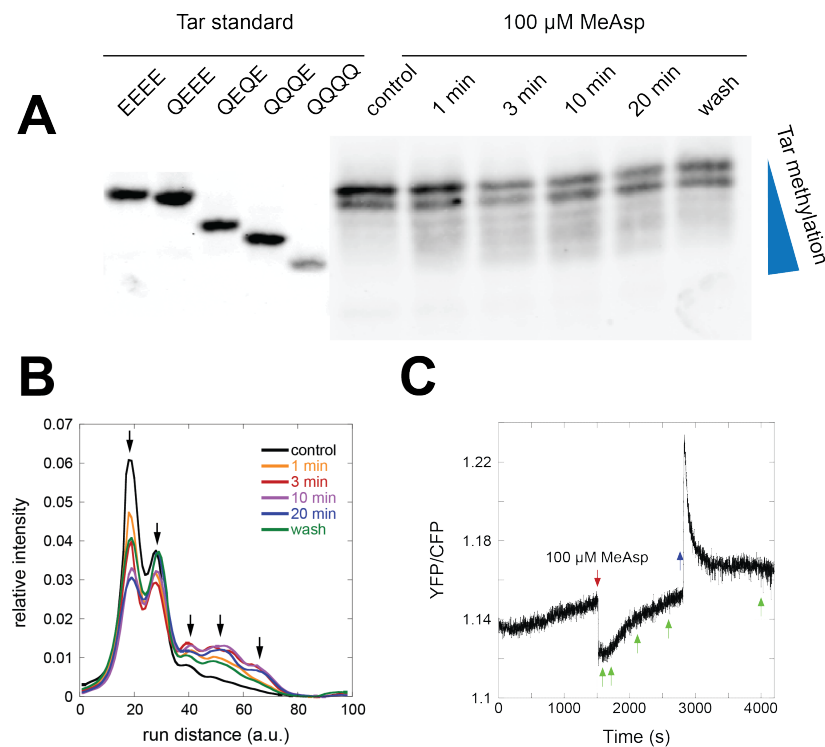 Tar standard
100 µM MeAsp
EEEE
QEEE
QEQE
QQQE
QQQQ
control
1 min
3 min
10 min
20 min
wash
A
Tar methylation
B
0.07
0.06
0.05
0.04
0.03
0.02
0.01
0
relative intensity
control
1 min
3 min
10 min
20 min
wash
0
20
40
60
80
100
run distance (a.u.)
C
1.22
1.18
1.14
1.1
YFP/CFP
100 µM MeAsp
0
1000
2000
3000
4000
Time (s)